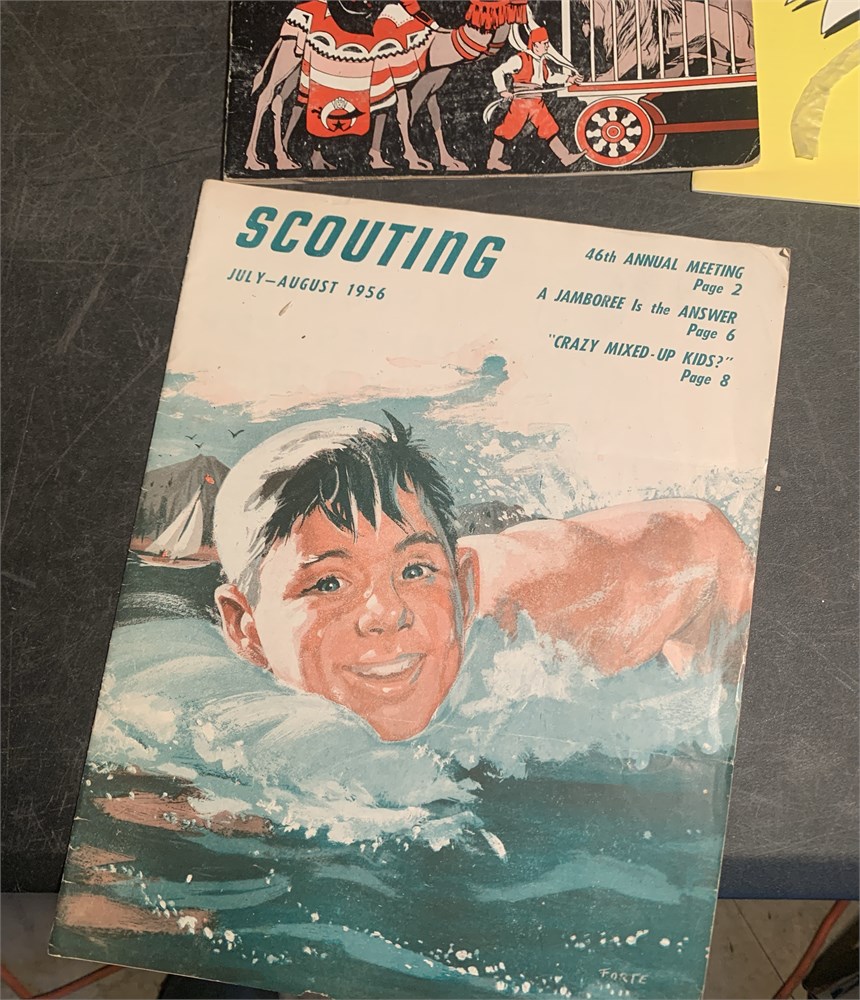 SCOUTING
JULY–AUGUST 1956
46th ANNUAL MEETING
Page 2
A JAMBOREE Is the ANSWER
Page 6
"CRAZY MIXED-UP KIDS?"
Page 8
FORTE